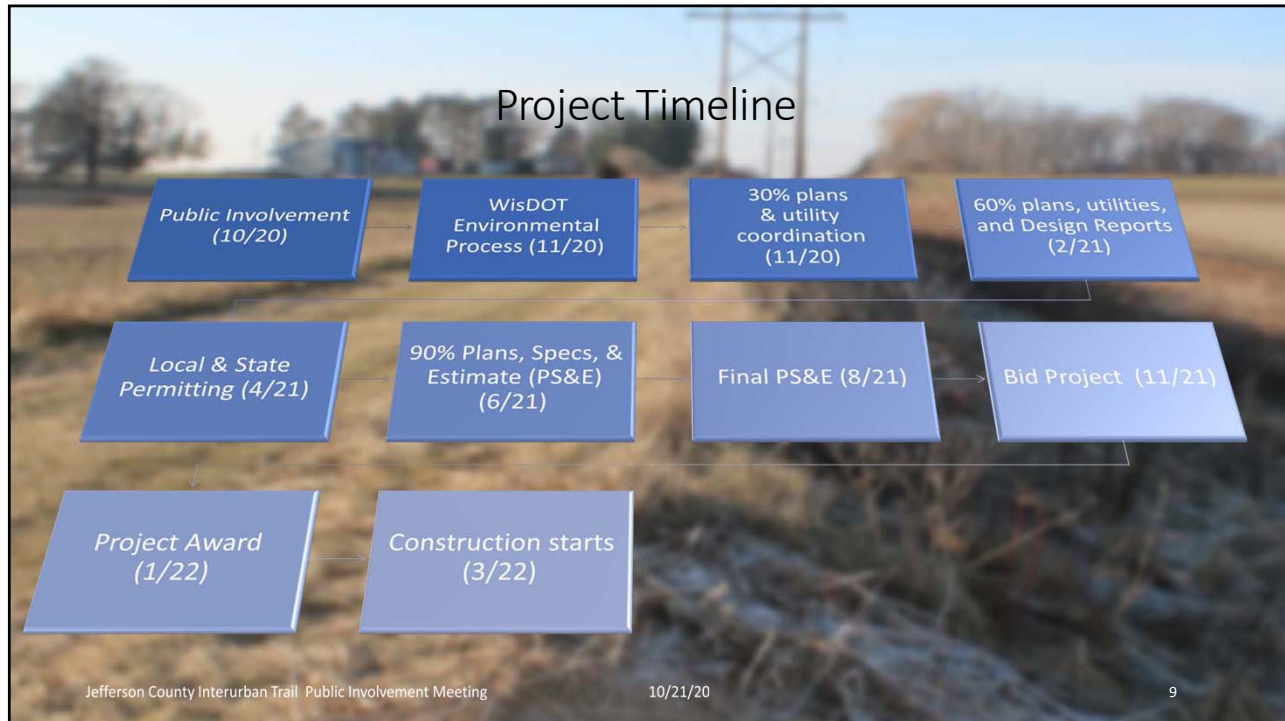 Project Timeline
Public Involvement
(10/20)
WisDOT
Environmental
Process (11/20)
30% plans
& utility
coordination
(11/20)
60% plans, utilities,
and Design Reports
(2/21)
Local & State
Permitting (4/21)
90% Plans, Specs, &
Estimate (PS&E)
(6/21)
Final PS&E (8/21)
Bid Project (11/21)
Project Award
(1/22)
Construction starts
(3/22)
Jefferson County Interurban Trail Public Involvement Meeting
10/21/20
9